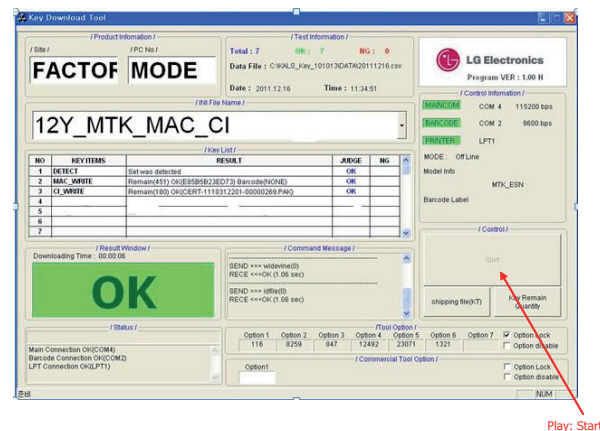 Key Download Tool
/ Product Infomation /
/ Site /
/ PC No /
FACTOF
MODE
/ Test Information /
Total : 7 OK : 7 NG : 0
Data File : C:\KALS_Key_101013\DATA\20111216.csv
Date : 2011.12.16 Time : 11:34:51
LG Electronics
Program VER : 1.00 H
/ INI File Name /
12Y_MTK_MAC_CI
/ Control Infomation /
MAINCOM COM 4 115200 bps
BARCODE COM 2 9600 bps
PRINTER LPT1
MODE : Off Line
Model Info
MTK_ESN
Barcode Label
/ Key List /
NO KEY ITEMS RESULT JUDGE NG
1 DETECT Set was detected OK
2 MAC_WRITE Remain(451) OK(E85B5B23ED73) Barcode(NONE) OK
3 CI_WRITE Remain(180) OK(CERT-1110312201-00000269.PAK) OK
4
5
6
7
/ Result Window /
Downloading Time : 00:00:06
OK
/ Command Message /
SEND >>> widevine(0)
RECE <<<OK (1.06 sec)
SEND >>> idfile(0)
RECE <<<OK (1.06 sec)
/ Control /
Start
shipping file(kT)
Key Remain
Quantity
/ Status /
Main Connection OK(COM4)
Barcode Connection OK(COM2)
LPT Connection OK(LPT1)
/Tool Option /
Option 1 Option 2 Option 3 Option 4 Option 5 Option 6 Option 7 Option Lock
116 8259 847 12492 23071 1321 Option disable
/ Commercial Tool Option /
Option1
Option Lock
Option disable
준비
NUM
Play: Start